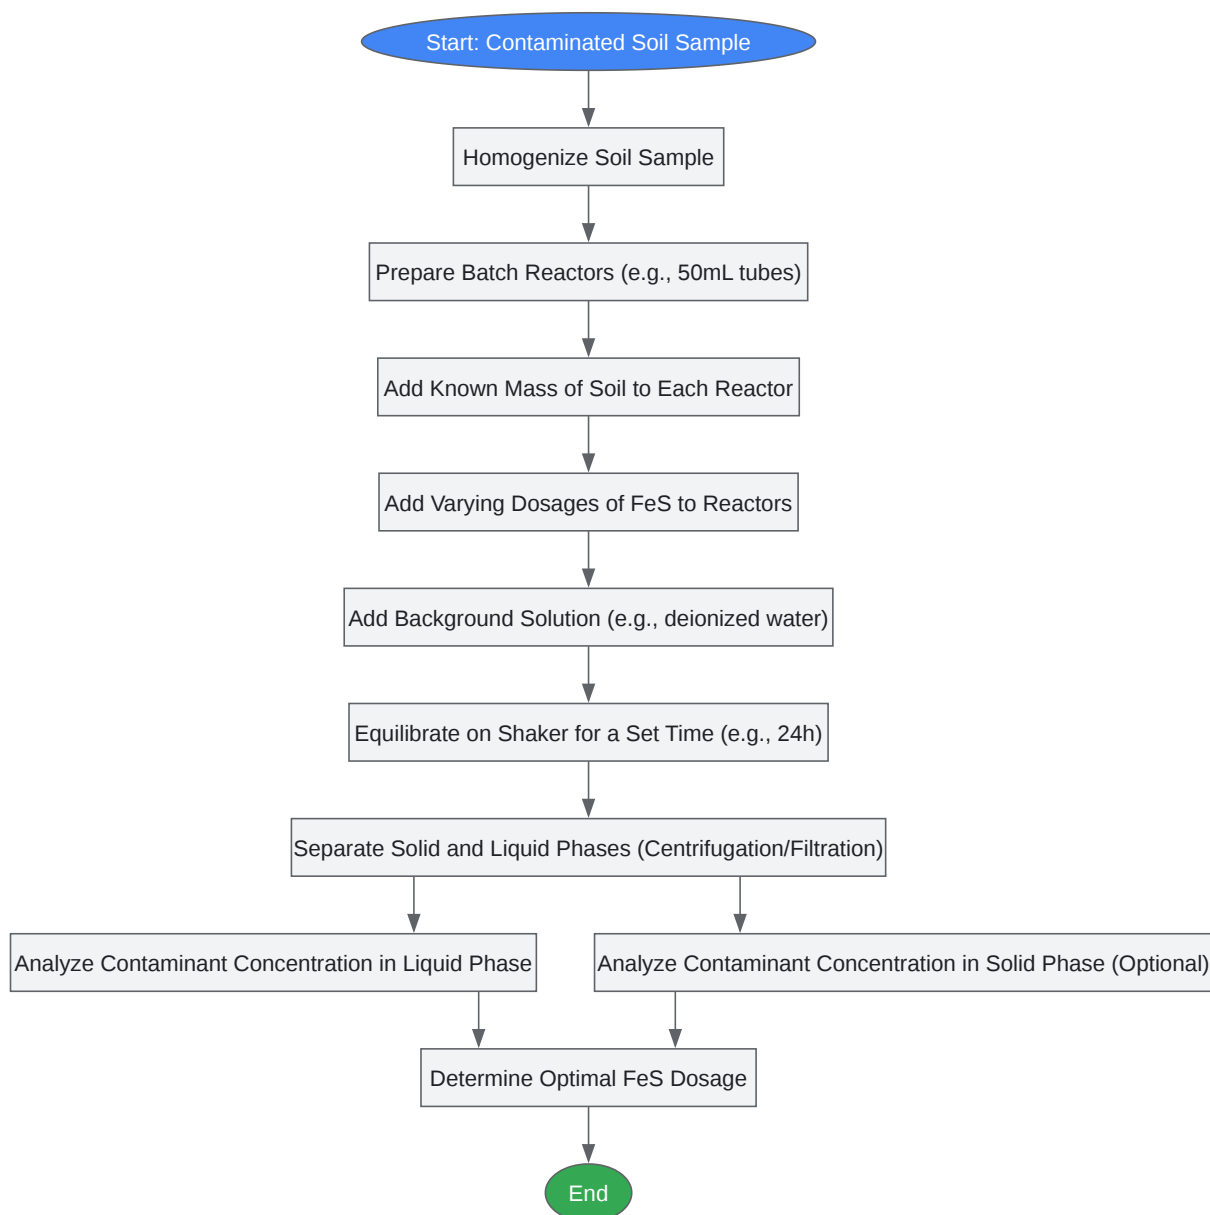 Start: Contaminated Soil Sample
Homogenize Soil Sample
Prepare Batch Reactors (e.g., 50mL tubes)
Add Known Mass of Soil to Each Reactor
Add Varying Dosages of FeS to Reactors
Add Background Solution (e.g., deionized water)
Equilibrate on Shaker for a Set Time (e.g., 24h)
Separate Solid and Liquid Phases (Centrifugation/Filtration)
Analyze Contaminant Concentration in Liquid Phase
Analyze Contaminant Concentration in Solid Phase (Optional)
Determine Optimal FeS Dosage
End